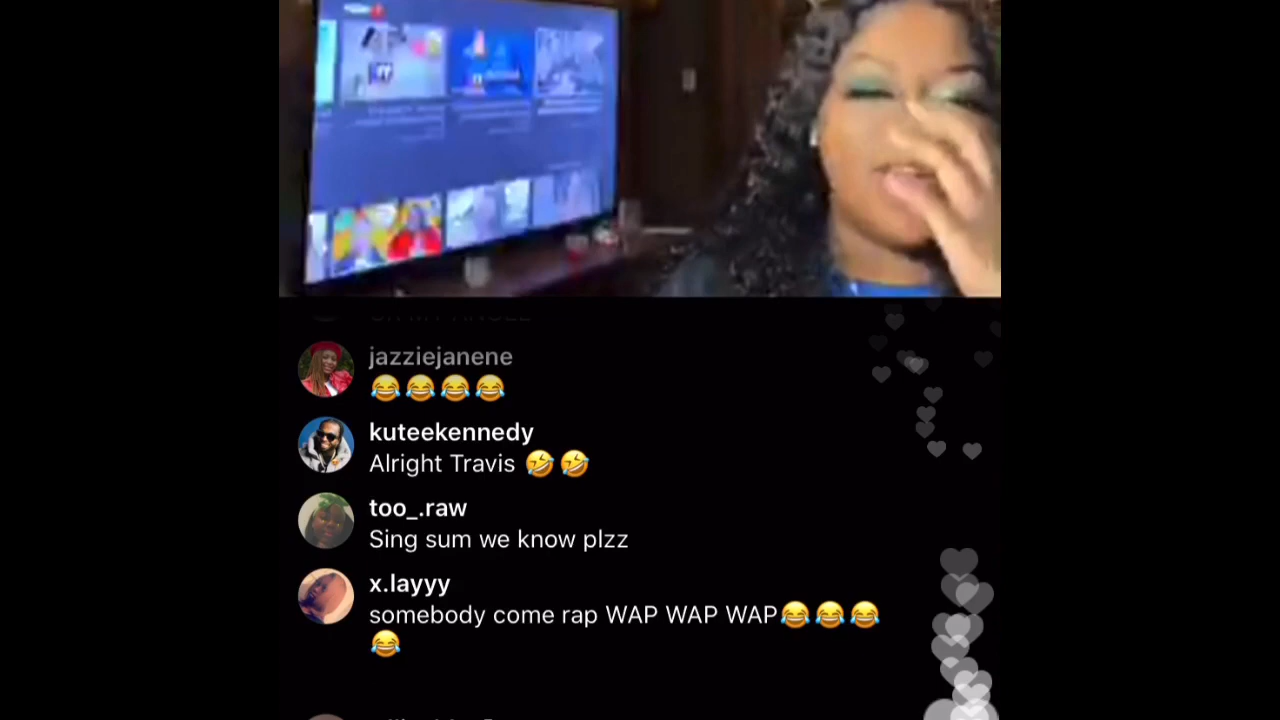 jazziejanene
😂😂😂😂
kuteekennedy
Alright Travis 🤣🤣
too_.raw
Sing sum we know plzz
x.layyy
somebody come rap WAP WAP WAP😂😂😂
😂